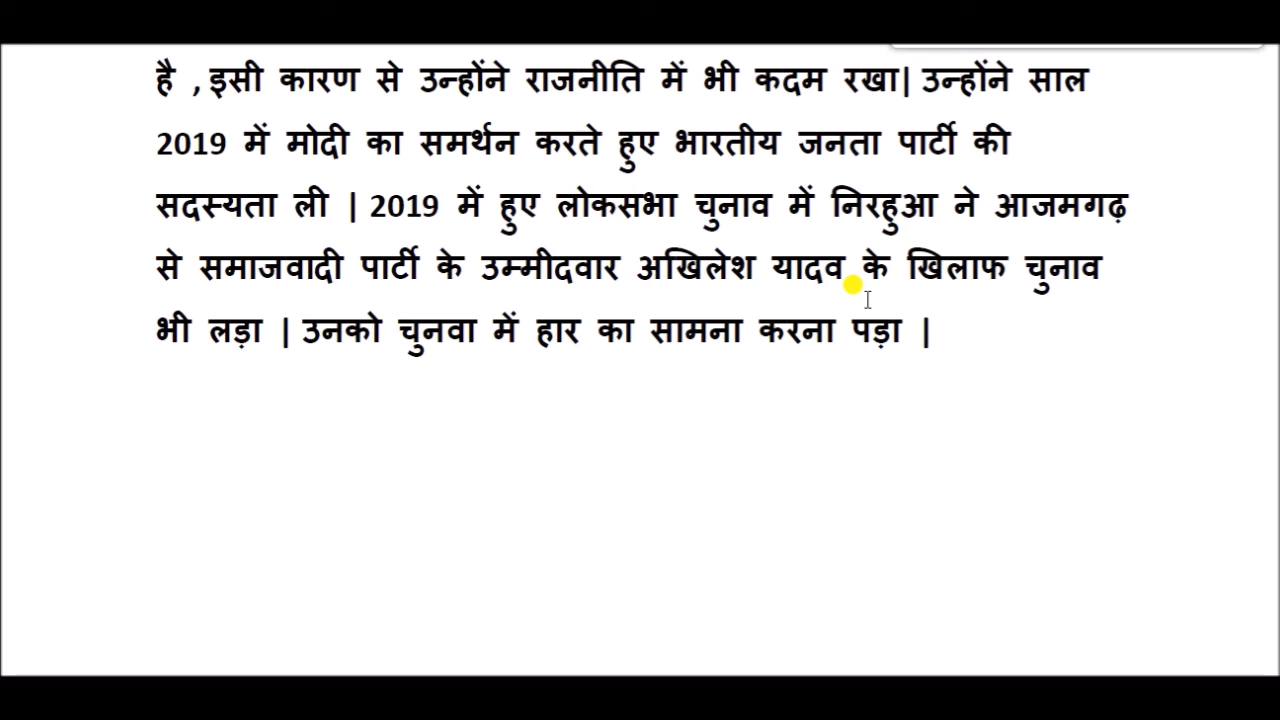 है , इसी कारण से उन्होंने राजनीति में भी कदम रखा| उन्होंने साल
2019 में मोदी का समर्थन करते हुए भारतीय जनता पार्टी की
सदस्यता ली | 2019 में हुए लोकसभा चुनाव में निरहुआ ने आजमगढ़
से समाजवादी पार्टी के उम्मीदवार अखिलेश यादव के खिलाफ चुनाव
भी लड़ा | उनको चुनवा में हार का सामना करना पड़ा |